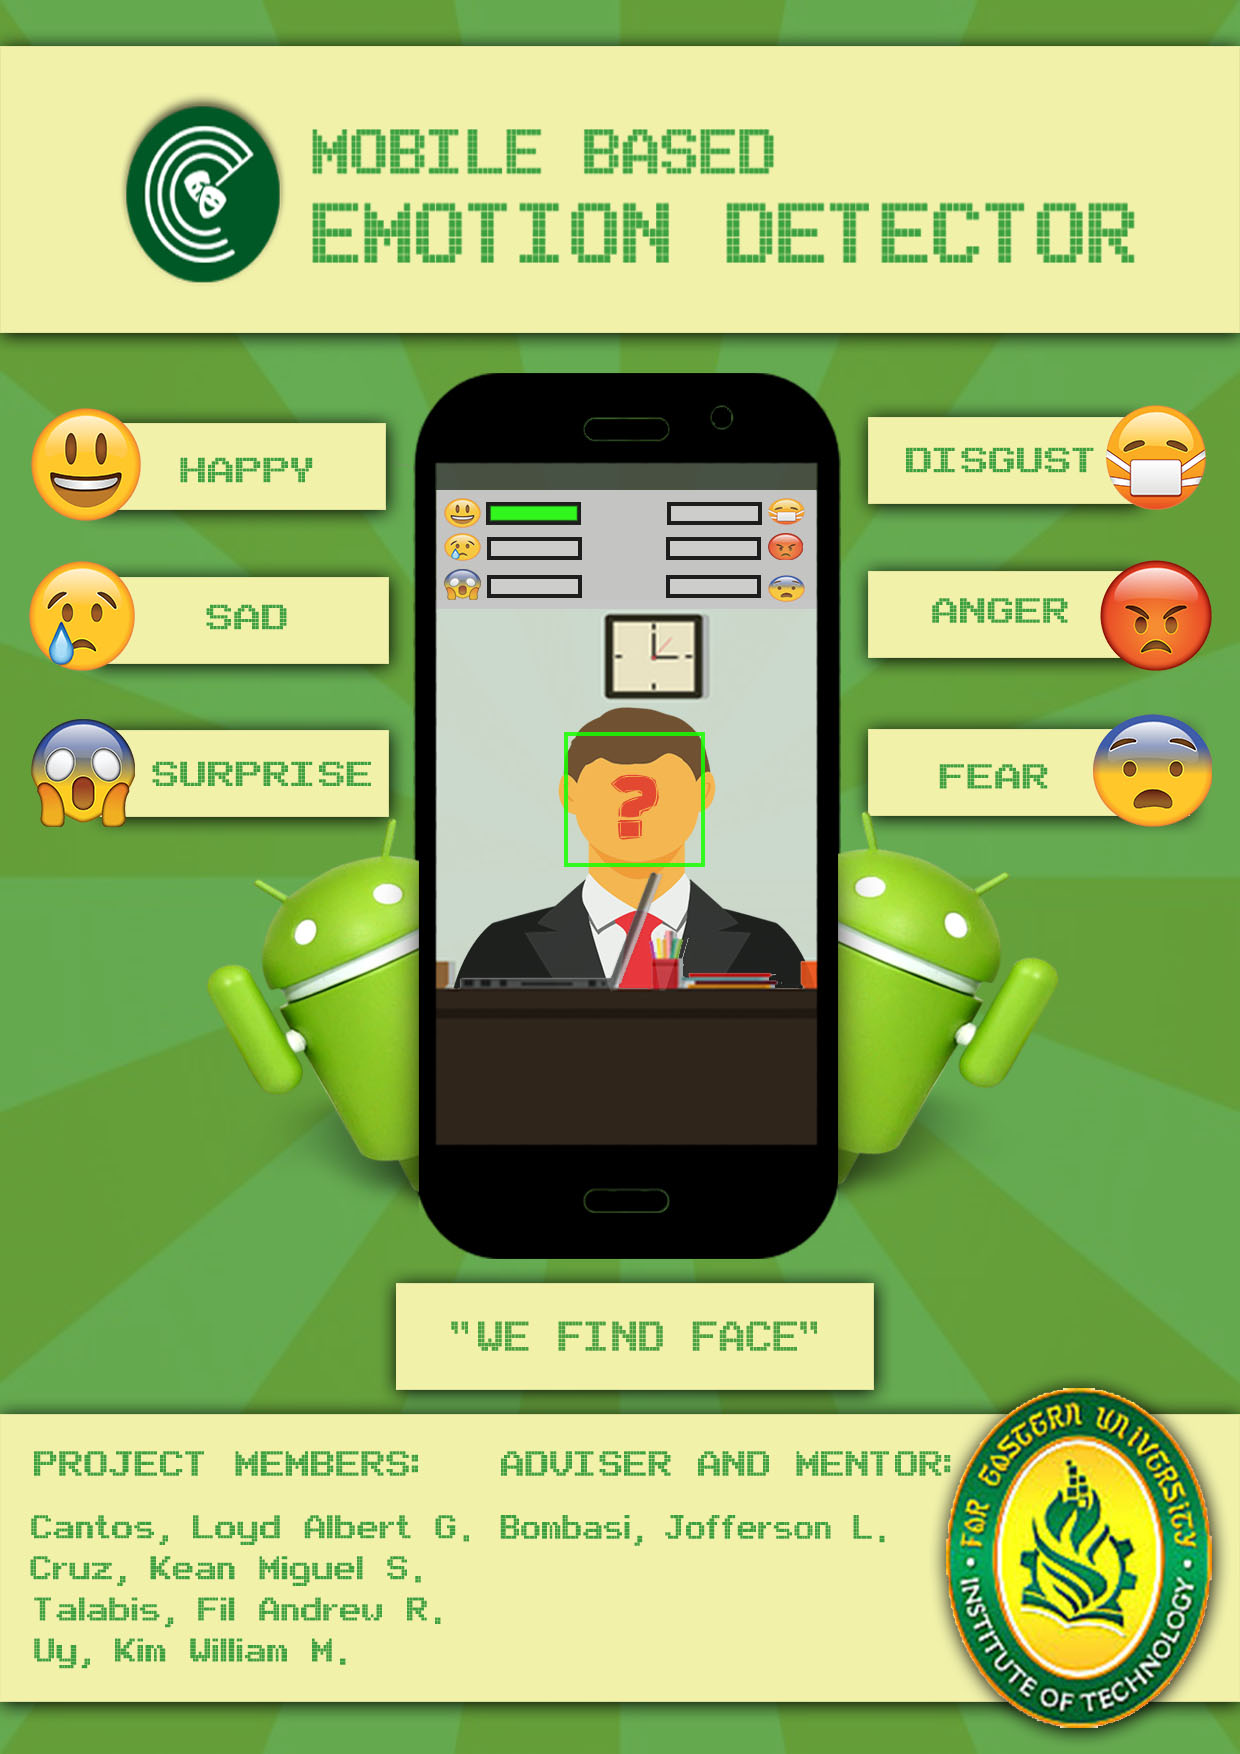 MOBILE BASED
EMOTION DETECTOR
HAPPY
DISGUST
SAD
ANGER
SURPRISE
FEAR
?
"WE FIND FACE"
PROJECT MEMBERS:
Cantos, Loyd Albert G.
Cruz, Kean Miguel S.
Talabis, Fil Andrew R.
Uy, Kim William M.
ADVISER AND MENTOR:
Bombasi, Jofferson L.
FAR EASTERN UNIVERSITY
INSTITUTE OF TECHNOLOGY